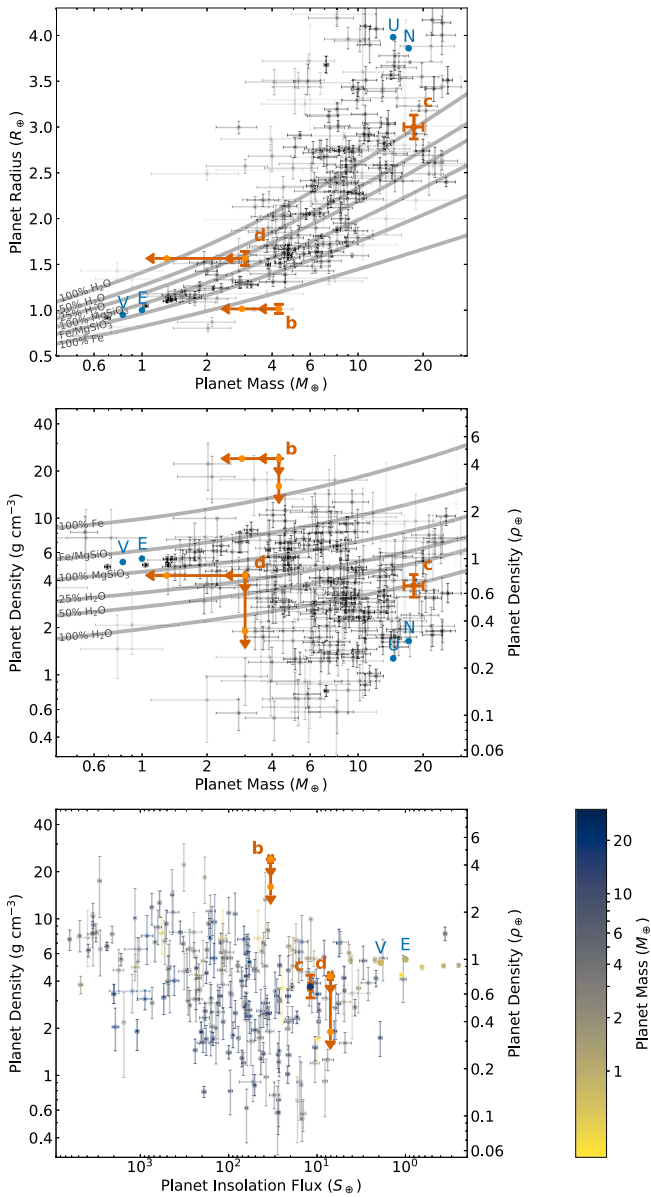 4.0
3.5
3.0
2.5
2.0
1.5
1.0
0.5
Planet Radius (R⊕)
U
N
c
d
b
V
E
100% H₂O
50% H₂O
25% H₂O
100% MgSiO₃
Fe/MgSiO₃
100% Fe
0.6
1
2
4
6
10
20
Planet Mass (M⊕)
40
20
10
6
4
2
1
0.6
0.4
Planet Density (g cm⁻³)
b
V
E
d
c
N
U
100% Fe
Fe/MgSiO₃
100% MgSiO₃
25% H₂O
50% H₂O
100% H₂O
6
4
2
1
0.6
0.4
0.2
0.1
0.06
Planet Density (ρ⊕)
0.6
1
2
4
6
10
20
Planet Mass (M⊕)
40
20
10
6
4
2
1
0.6
0.4
Planet Density (g cm⁻³)
b
c
d
V
E
6
4
2
1
0.6
0.4
0.2
0.1
0.06
Planet Density (ρ⊕)
10³
10²
10¹
10⁰
Planet Insolation Flux (S⊕)
20
10
6
4
2
1
Planet Mass (M⊕)